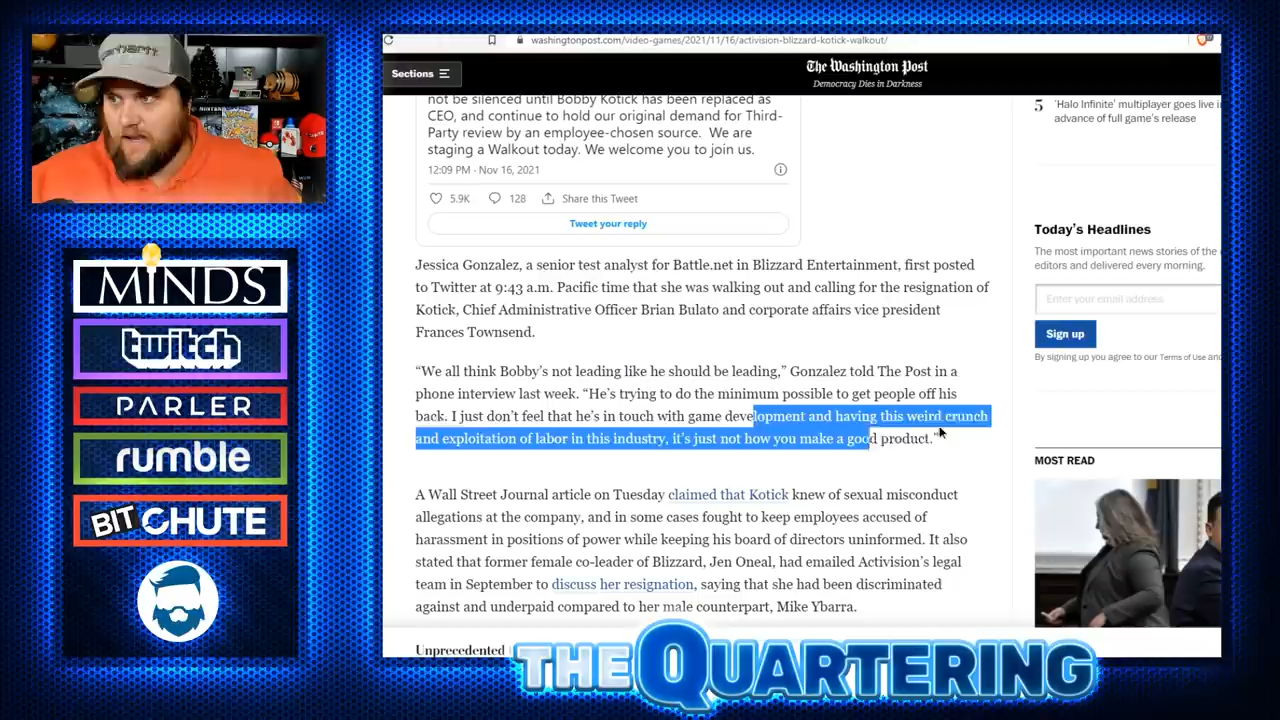 carhartt
MINDS
twitch
PARLER
rumble
BIT CHUTE
washingtonpost.com/video-games/2021/11/16/activision-blizzard-kotick-walkout/
Sections
The Washington Post
Democracy Dies in Darkness
not be silenced until Bobby Kotick has been replaced as
CEO, and continue to hold our original demand for Third-
Party review by an employee-chosen source. We are
staging a Walkout today. We welcome you to join us.
12:09 PM · Nov 16, 2021
5.9K 128 Share this Tweet
Tweet your reply
Jessica Gonzalez, a senior test analyst for Battle.net in Blizzard Entertainment, first posted
to Twitter at 9:43 a.m. Pacific time that she was walking out and calling for the resignation of
Kotick, Chief Administrative Officer Brian Bulato and corporate affairs vice president
Frances Townsend.
“We all think Bobby’s not leading like he should be leading,” Gonzalez told The Post in a
phone interview last week. “He’s trying to do the minimum possible to get people off his
back. I just don’t feel that he’s in touch with game development and having this weird crunch
and exploitation of labor in this industry, it’s just not how you make a good product.”
A Wall Street Journal article on Tuesday claimed that Kotick knew of sexual misconduct
allegations at the company, and in some cases fought to keep employees accused of
harassment in positions of power while keeping his board of directors uninformed. It also
stated that former female co-leader of Blizzard, Jen Oneal, had emailed Activision’s legal
team in September to discuss her resignation, saying that she had been discriminated
against and underpaid compared to her male counterpart, Mike Ybarra.
Unprecedented
5 ‘Halo Infinite’ multiplayer goes live in
advance of full game’s release
Today’s Headlines
The most important news stories of the
editors and delivered every morning.
Enter your email address
Sign up
By signing up you agree to our Terms of Use and
MOST READ
THE QUARTERING